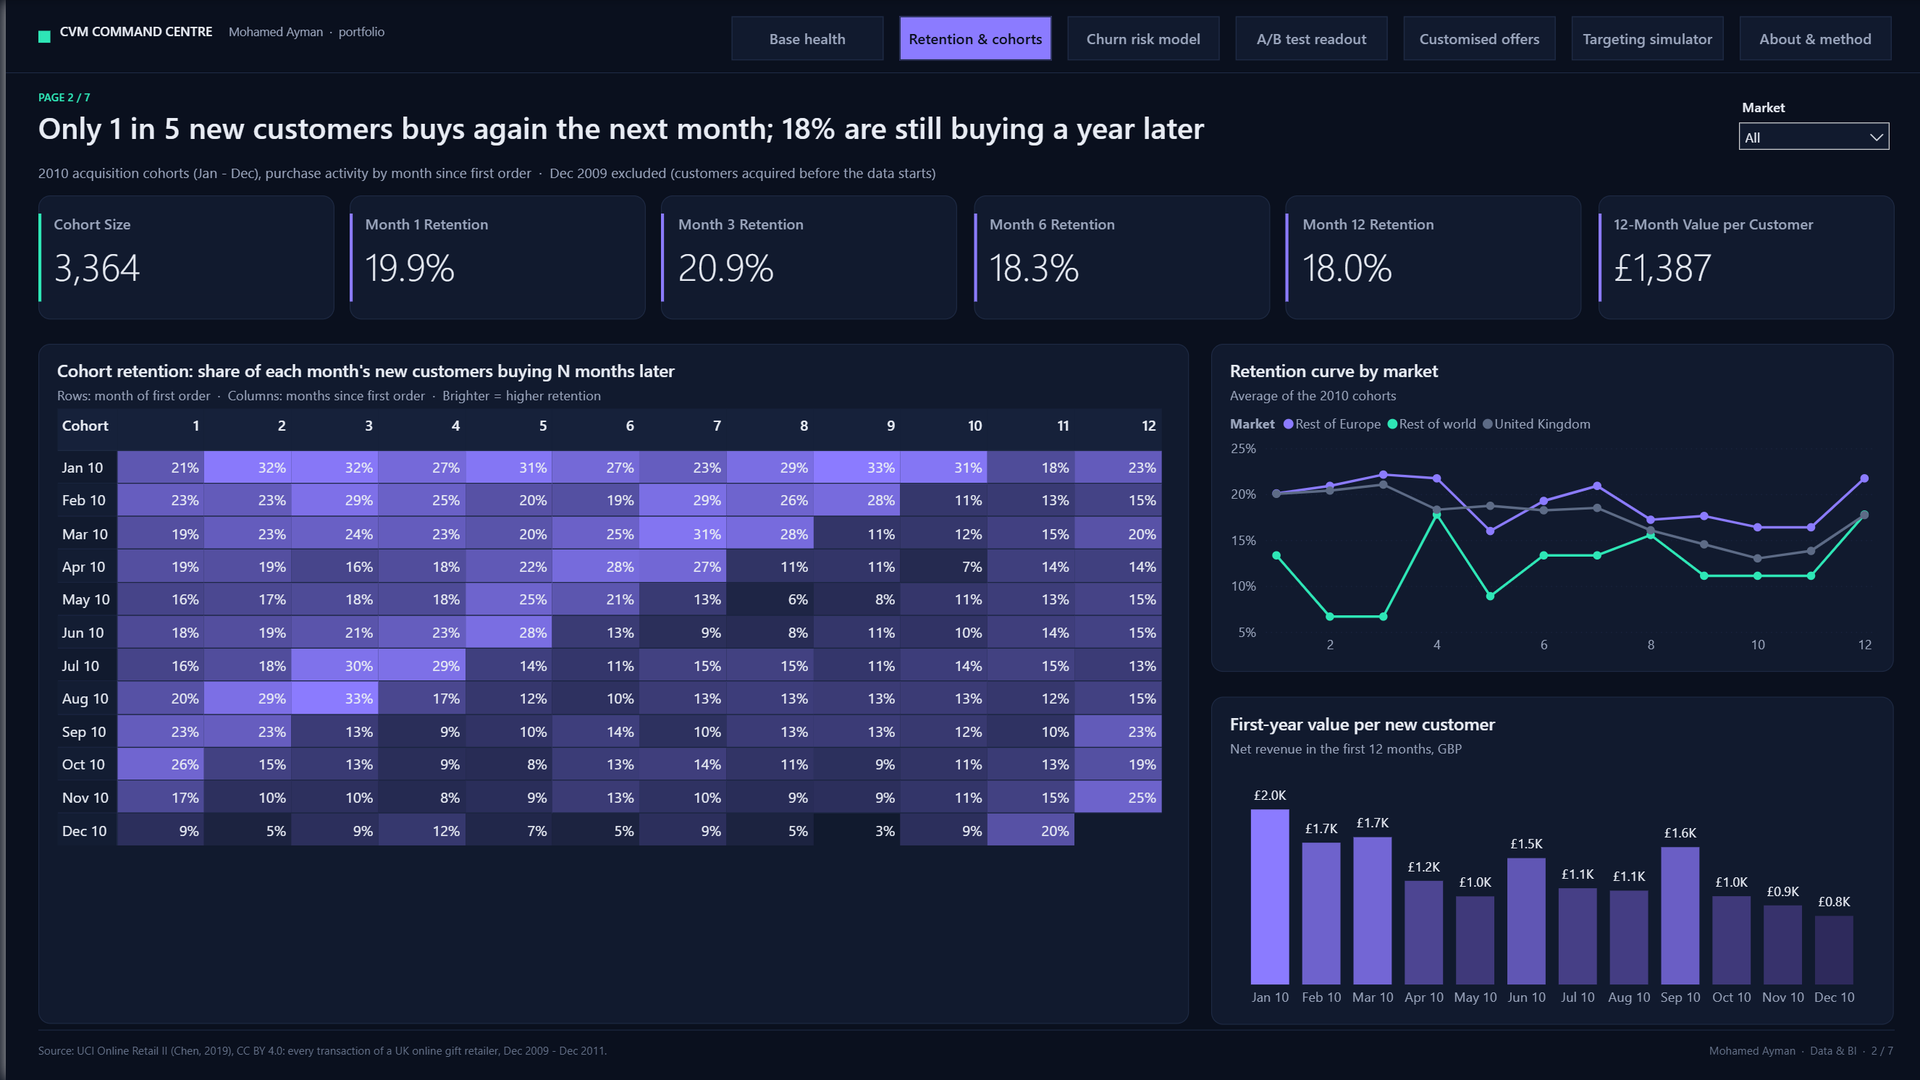 CVM COMMAND CENTRE Mohamed Ayman · portfolio
Base health Retention & cohorts Churn risk model A/B test readout Customised offers Targeting simulator About & method
PAGE 2 / 7
Only 1 in 5 new customers buys again the next month; 18% are still buying a year later
2010 acquisition cohorts (Jan - Dec), purchase activity by month since first order · Dec 2009 excluded (customers acquired before the data starts)
Market
All
Cohort Size
3,364
Month 1 Retention
19.9%
Month 3 Retention
20.9%
Month 6 Retention
18.3%
Month 12 Retention
18.0%
12-Month Value per Customer
£1,387
Cohort retention: share of each month's new customers buying N months later
Rows: month of first order · Columns: months since first order · Brighter = higher retention
Cohort 1 2 3 4 5 6 7 8 9 10 11 12
Jan 10 21% 32% 32% 27% 31% 27% 23% 29% 33% 31% 18% 23%
Feb 10 23% 23% 29% 25% 20% 19% 29% 26% 28% 11% 13% 15%
Mar 10 19% 23% 24% 23% 20% 25% 31% 28% 11% 12% 15% 20%
Apr 10 19% 19% 16% 18% 22% 28% 27% 11% 11% 7% 14% 14%
May 10 16% 17% 18% 18% 25% 21% 13% 6% 8% 11% 13% 15%
Jun 10 18% 19% 21% 23% 28% 13% 9% 8% 11% 10% 14% 15%
Jul 10 16% 18% 30% 29% 14% 11% 15% 15% 11% 14% 15% 13%
Aug 10 20% 29% 33% 17% 12% 10% 13% 13% 13% 13% 12% 15%
Sep 10 23% 23% 13% 9% 10% 14% 10% 13% 13% 12% 10% 23%
Oct 10 26% 15% 13% 9% 8% 13% 14% 11% 9% 11% 13% 19%
Nov 10 17% 10% 10% 8% 9% 13% 10% 9% 9% 11% 15% 25%
Dec 10 9% 5% 9% 12% 7% 5% 9% 5% 3% 9% 20%
Retention curve by market
Average of the 2010 cohorts
Market Rest of Europe Rest of world United Kingdom
25%
20%
15%
10%
5%
2 4 6 8 10 12
First-year value per new customer
Net revenue in the first 12 months, GBP
£2.0K £1.7K £1.7K £1.2K £1.0K £1.5K £1.1K £1.1K £1.6K £1.0K £0.9K £0.8K
Jan 10 Feb 10 Mar 10 Apr 10 May 10 Jun 10 Jul 10 Aug 10 Sep 10 Oct 10 Nov 10 Dec 10
Source: UCI Online Retail II (Chen, 2019), CC BY 4.0: every transaction of a UK online gift retailer, Dec 2009 - Dec 2011.
Mohamed Ayman · Data & BI · 2 / 7